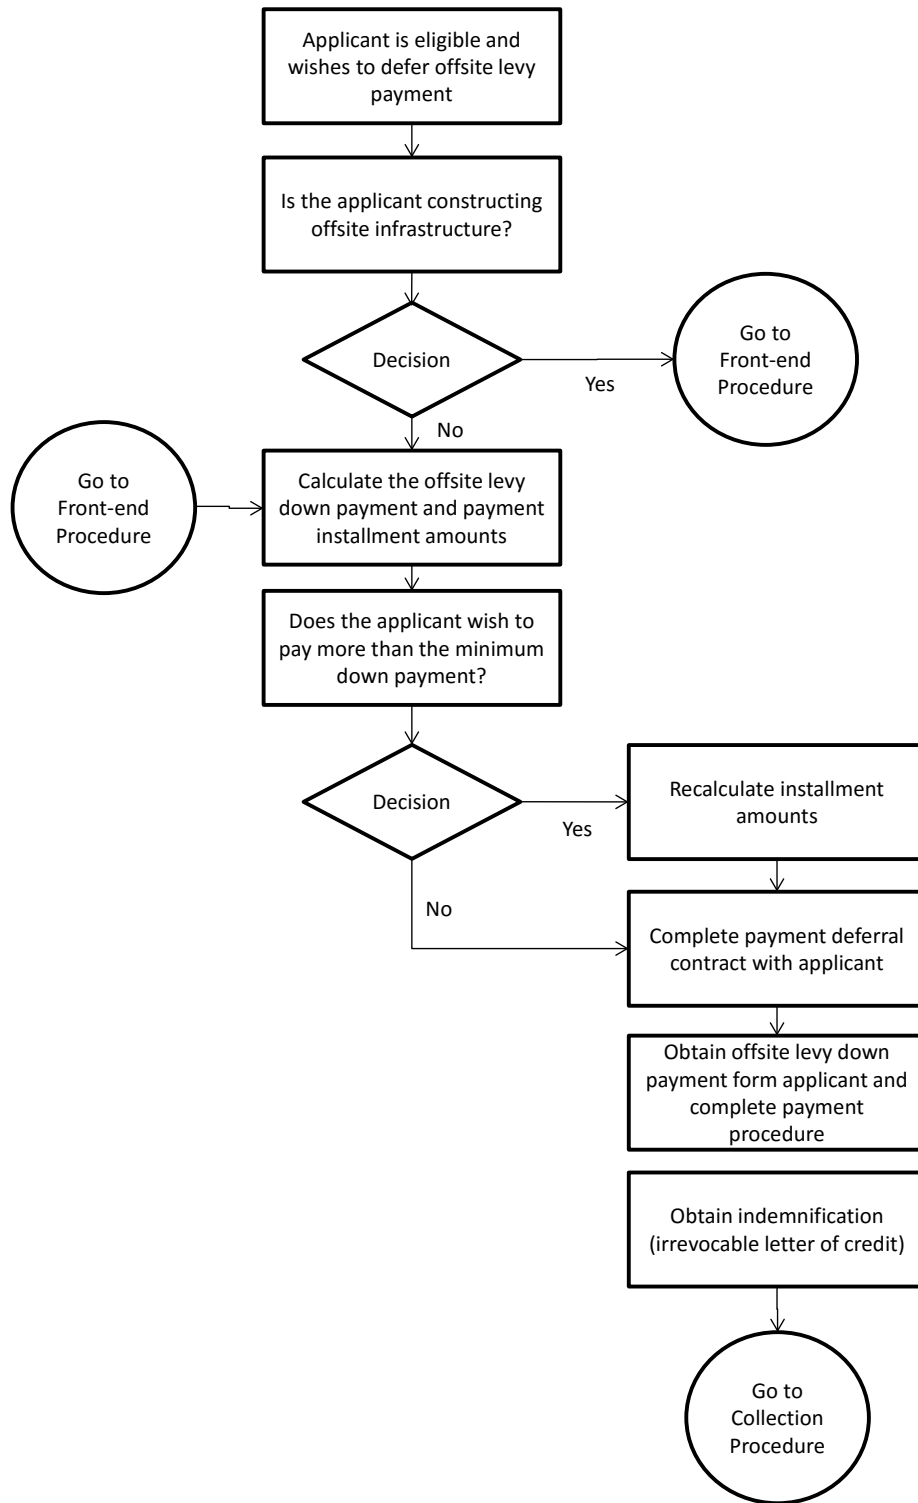 Applicant is eligible and
wishes to defer offsite levy
payment
Is the applicant constructing
offsite infrastructure?
Decision
Yes
Go to
Front-end
Procedure
No
Go to
Front-end
Procedure
Calculate the offsite levy
down payment and payment
installment amounts
Does the applicant wish to
pay more than the minimum
down payment?
Decision
Yes
Recalculate installment
amounts
No
Complete payment deferral
contract with applicant
Obtain offsite levy down
payment form applicant and
complete payment
procedure
Obtain indemnification
(irrevocable letter of credit)
Go to
Collection
Procedure